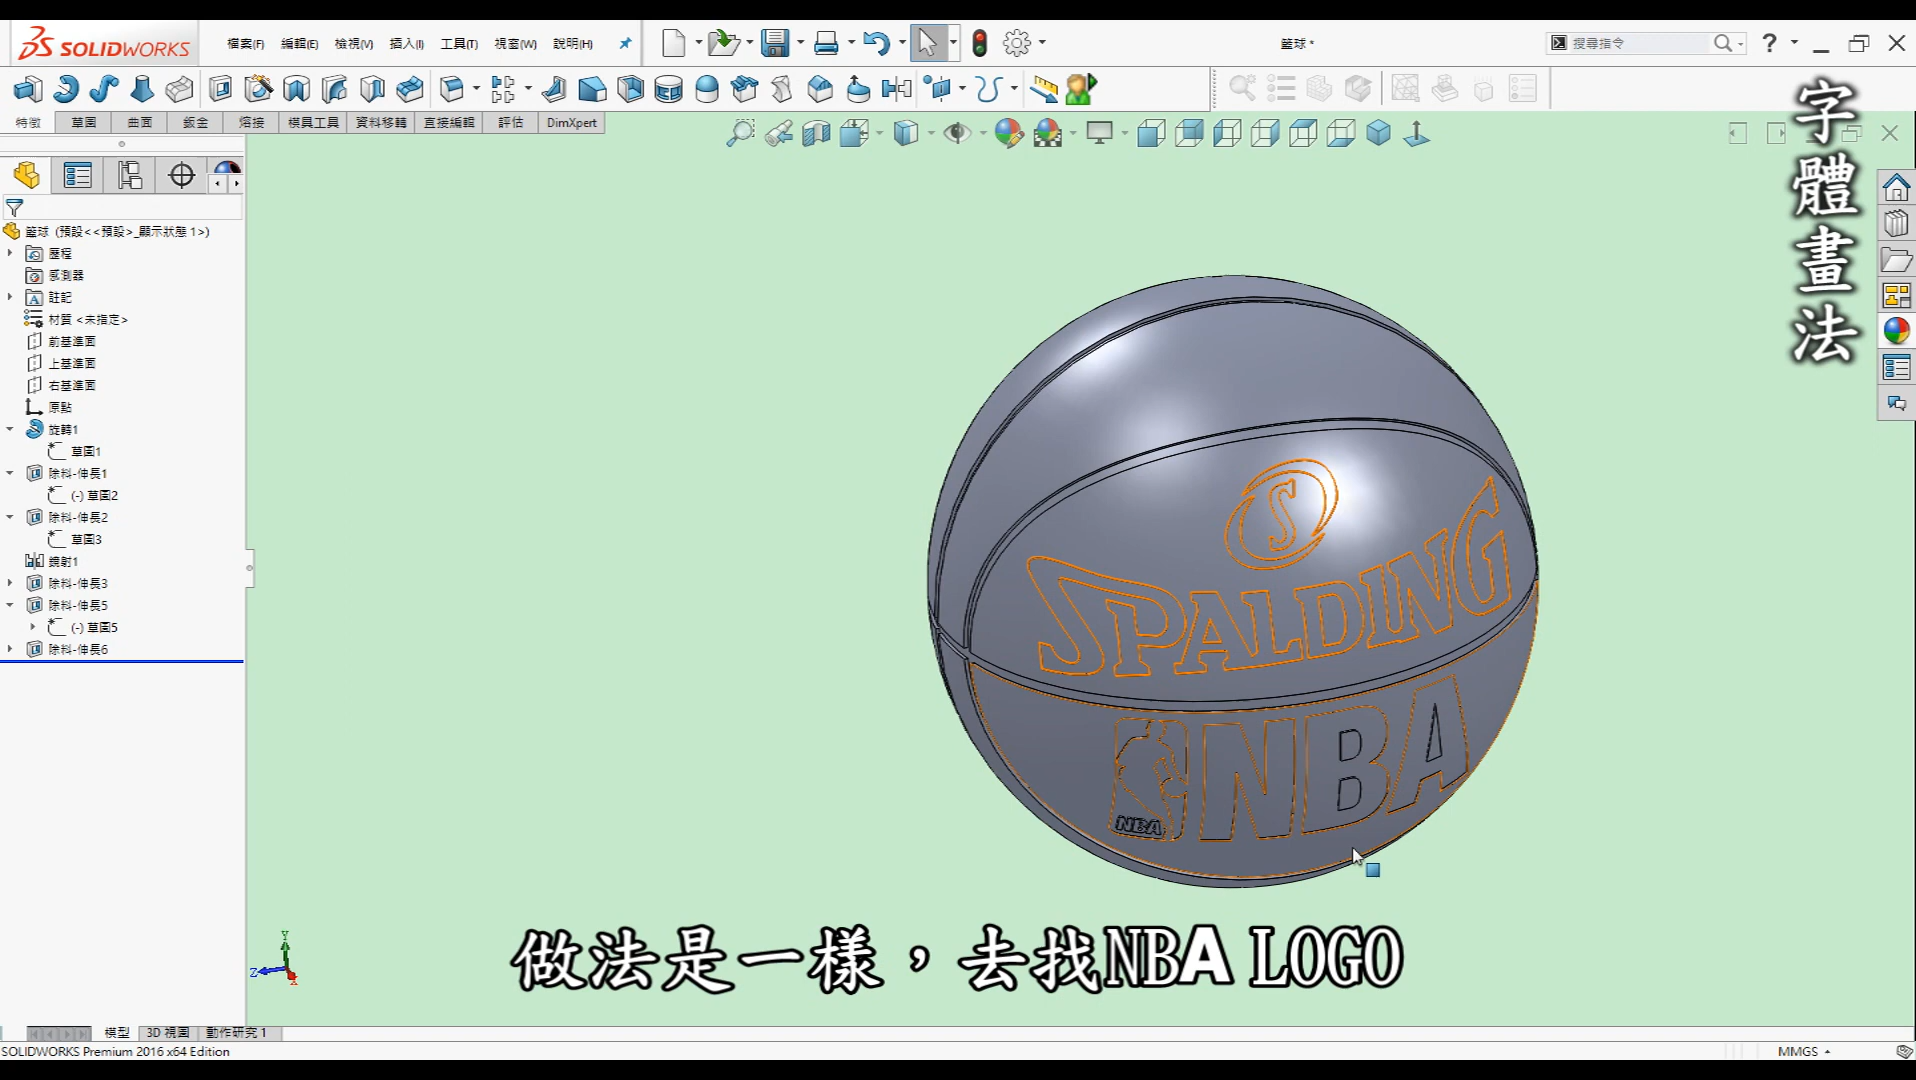 SOLIDWORKS
檔案(F)
編輯(E)
檢視(V)
插入(I)
工具(T)
視窗(W)
說明(H)
籃球 *
搜尋指令
特徵
草圖
曲面
鈑金
熔接
模具工具
資料移轉
直接編輯
評估
DimXpert
字體畫法
籃球 (預設<<預設>_顯示狀態 1>)
歷程
感測器
註記
材質 <未指定>
前基準面
上基準面
右基準面
原點
旋轉1
草圖1
除料-伸長1
(-) 草圖2
除料-伸長2
草圖3
鏡射1
除料-伸長3
除料-伸長5
(-) 草圖5
除料-伸長6
S
SPALDING
NBA
NBA
Y
Z
X
做法是一樣，去找NBA LOGO
模型
3D 視圖
動作研究 1
SOLIDWORKS Premium 2016 x64 Edition
MMGS